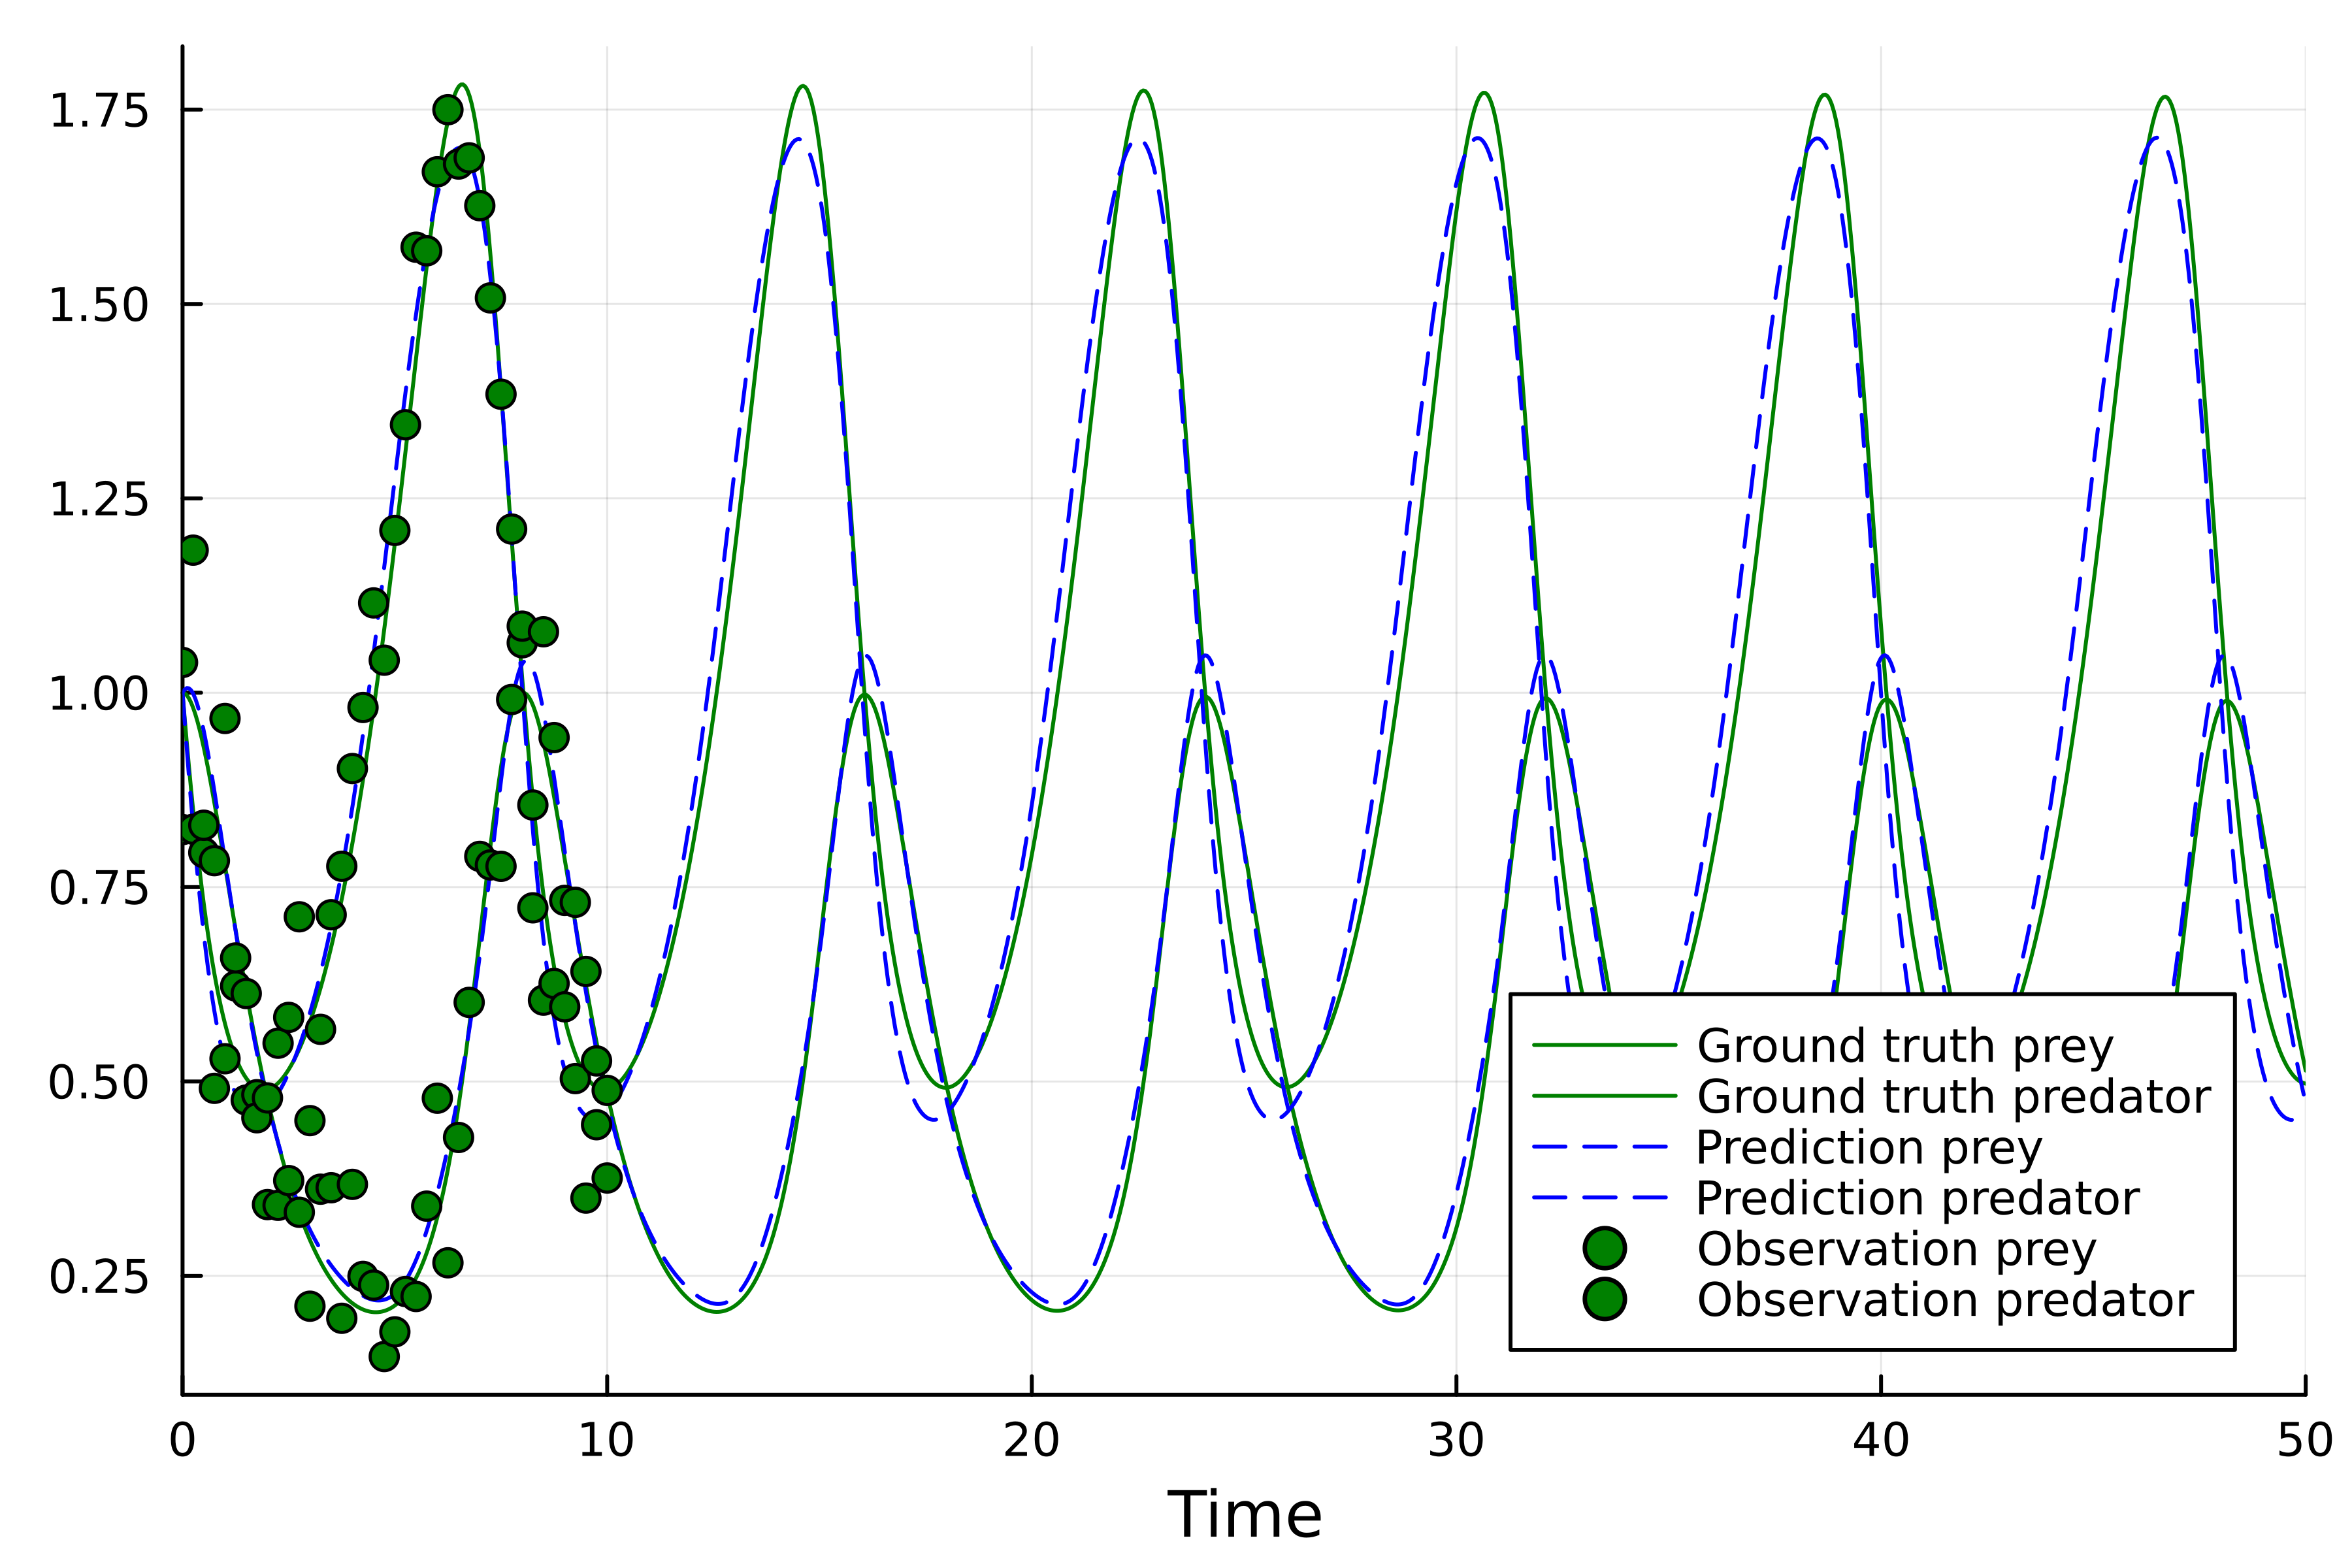 1.75
1.50
1.25
1.00
0.75
0.50
0.25
0 10 20 30 40 50
Time
Ground truth prey
Ground truth predator
Prediction prey
Prediction predator
Observation prey
Observation predator